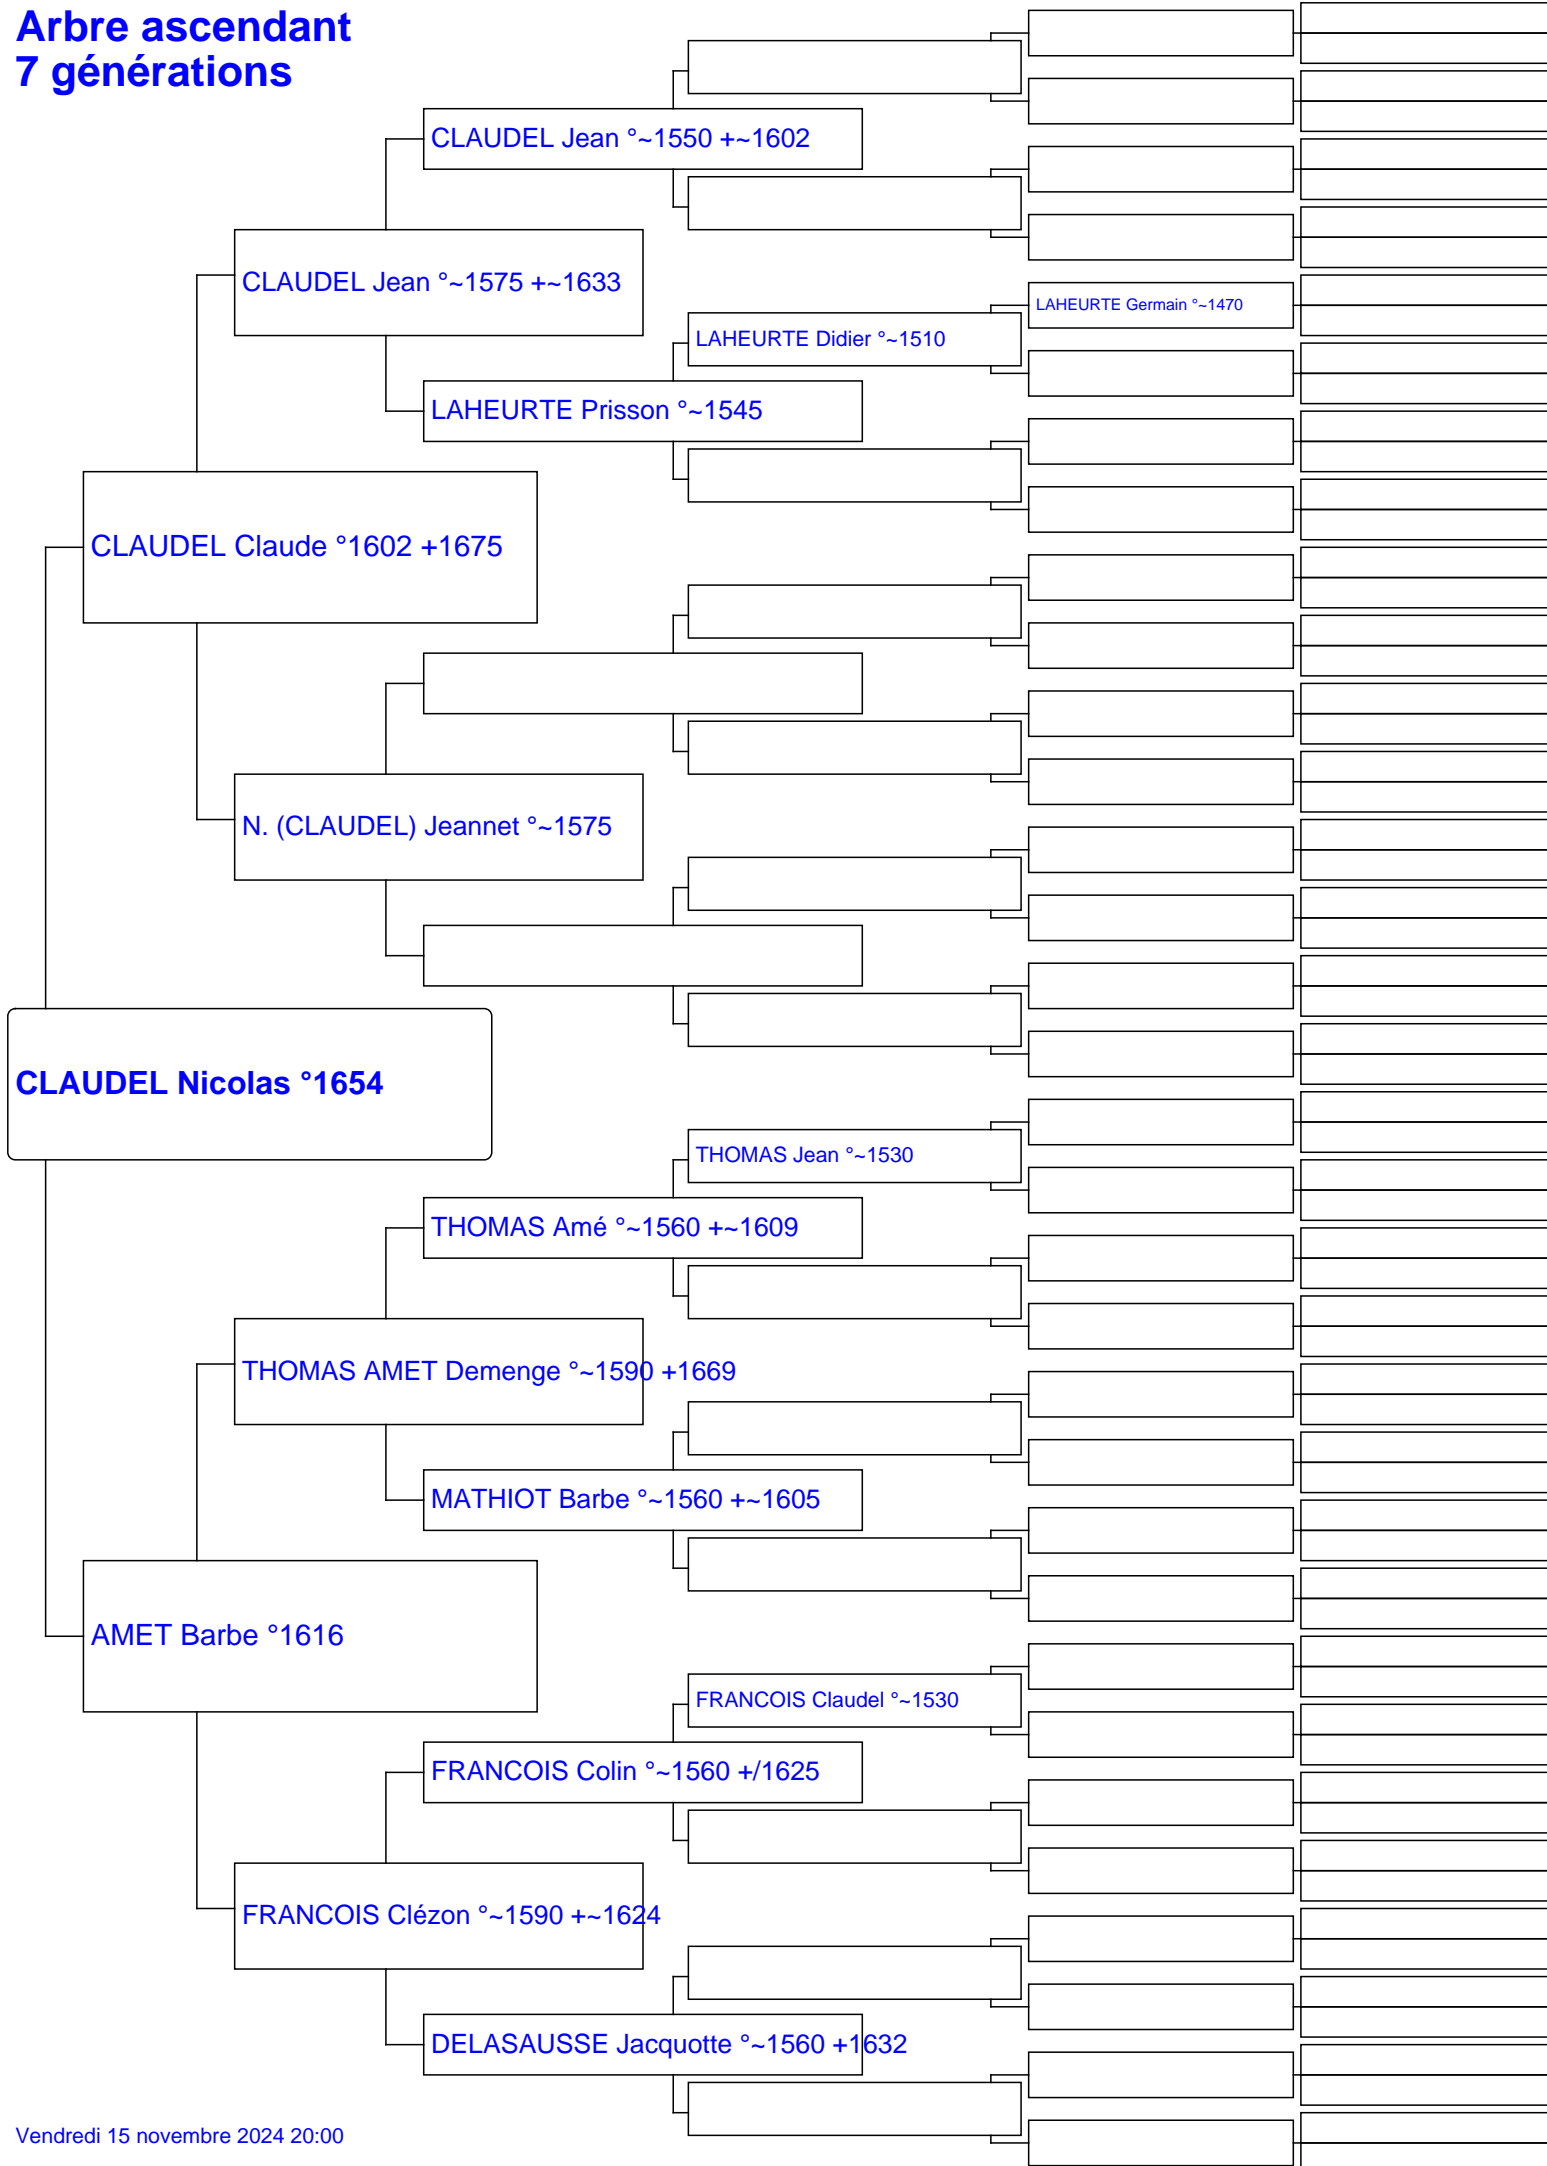 Arbre ascendant
7 générations
CLAUDEL Jean °~1550 +~1602
CLAUDEL Jean °~1575 +~1633
LAHEURTE Germain °~1470
LAHEURTE Didier °~1510
LAHEURTE Prisson °~1545
CLAUDEL Claude °1602 +1675
N. (CLAUDEL) Jeannet °~1575
CLAUDEL Nicolas °1654
THOMAS Jean °~1530
THOMAS Amé °~1560 +~1609
THOMAS AMET Demenge °~1590 +1669
MATHIOT Barbe °~1560 +~1605
AMET Barbe °1616
FRANCOIS Claudel °~1530
FRANCOIS Colin °~1560 +/1625
FRANCOIS Clézon °~1590 +~1624
DELASAUSSE Jacquotte °~1560 +1632
Vendredi 15 novembre 2024 20:00